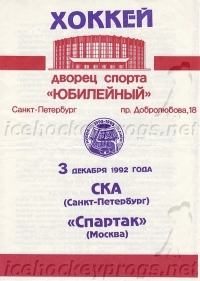 ХОККЕЙ
дворец спорта
«ЮБИЛЕЙНЫЙ»
Санкт-Петербург пр. Добролюбова, 18
3 ДЕКАБРЯ 1992 ГОДА
СКА
(Санкт-Петербург)
«Спартак»
(Москва)
icehockeyprogs.net